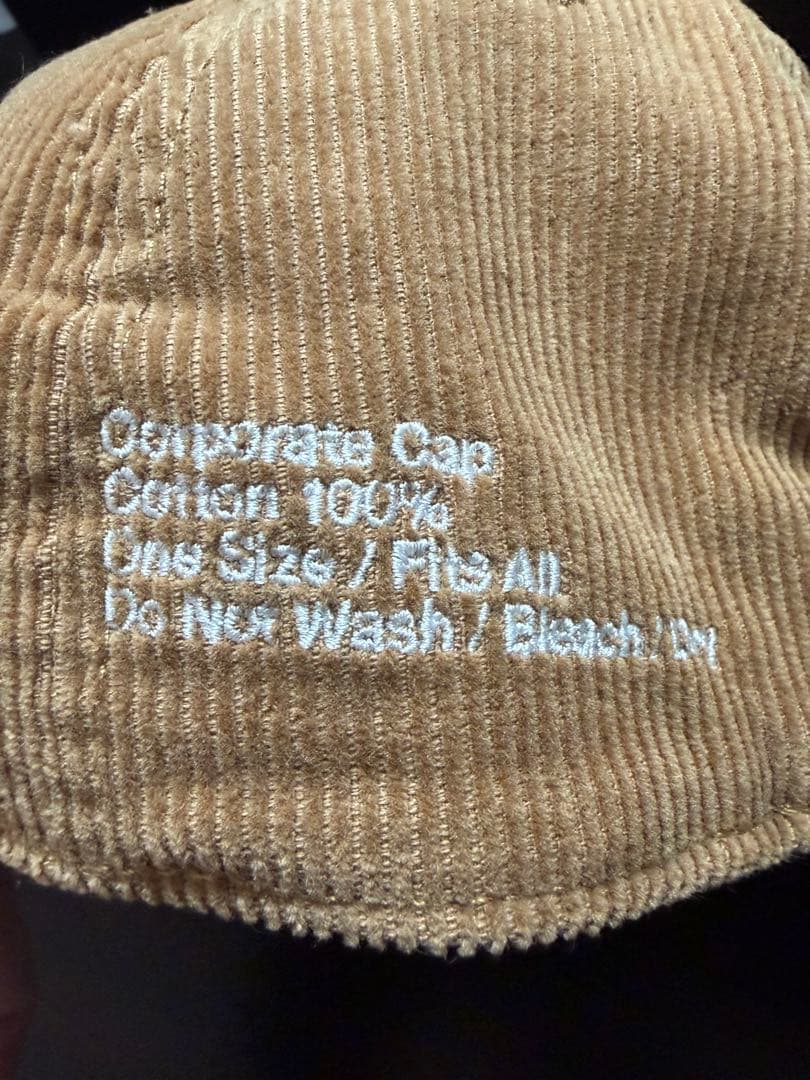 Corporate Cap
Cotton 100%
One Size / Fits All
Do Not Wash / Bleach / Dry